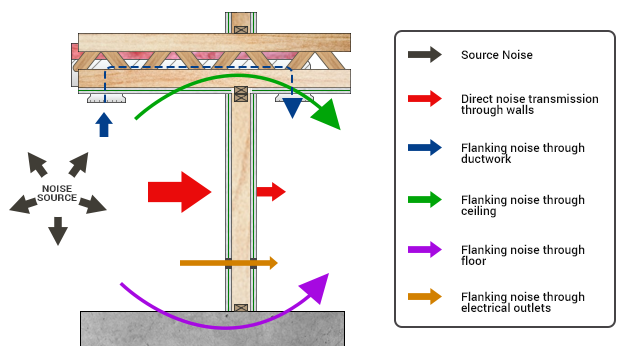 NOISE
SOURCE
Source Noise
Direct noise transmission
through walls
Flanking noise through
ductwork
Flanking noise through
ceiling
Flanking noise through
floor
Flanking noise through
electrical outlets